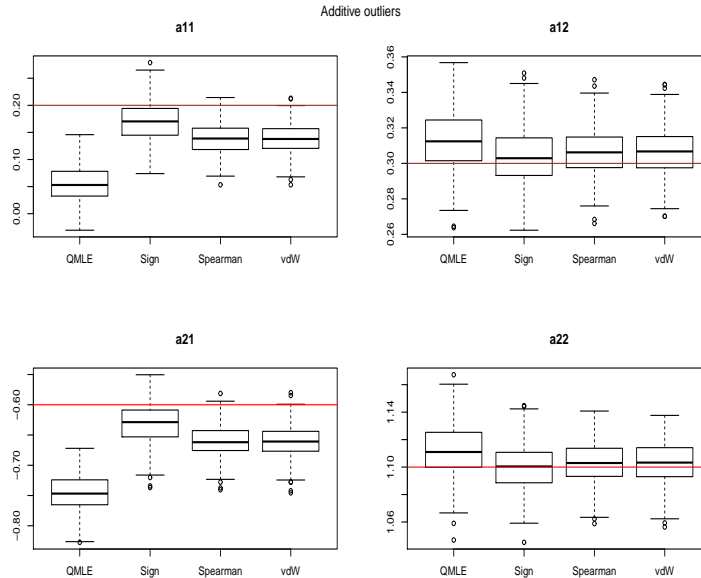 Additive outliers
a11
0.00 0.10 0.20
QMLE Sign Spearman vdW
a12
0.26 0.28 0.30 0.32 0.34 0.36
QMLE Sign Spearman vdW
a21
−0.80 −0.70 −0.60
QMLE Sign Spearman vdW
a22
1.06 1.10 1.14
QMLE Sign Spearman vdW